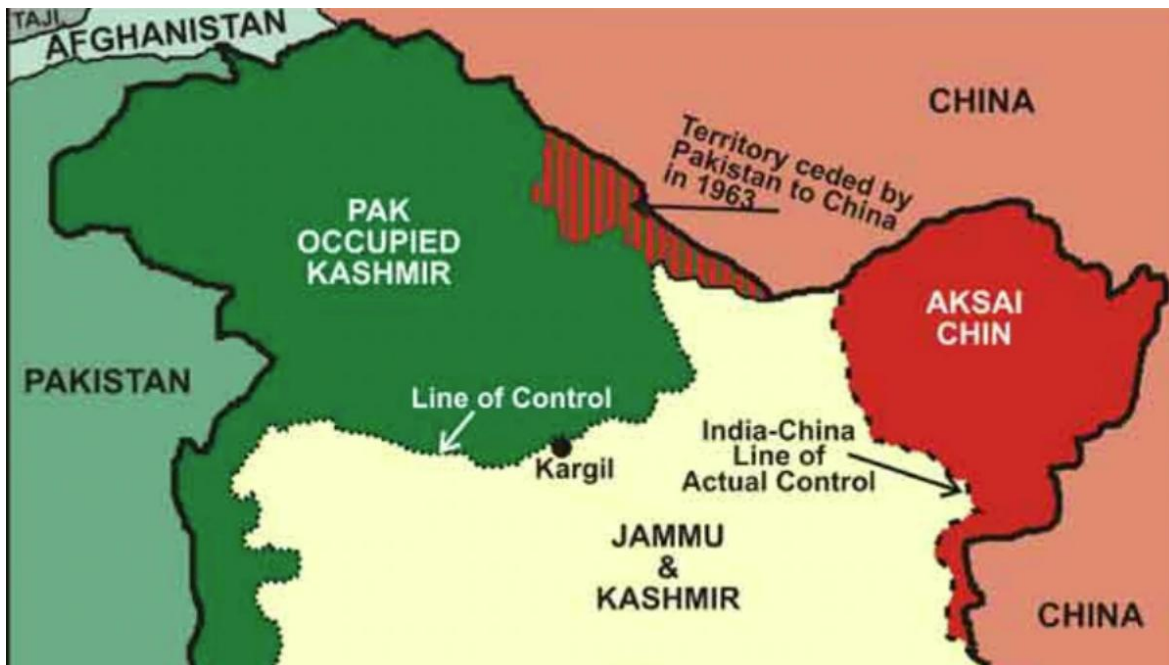 TAJI
AFGHANISTAN
CHINA
Territory ceded by
Pakistan to China
in 1963
PAK
OCCUPIED
KASHMIR
AKSAI
CHIN
PAKISTAN
Line of Control
India-China
Line of
Actual Control
Kargil
JAMMU
&
KASHMIR
CHINA